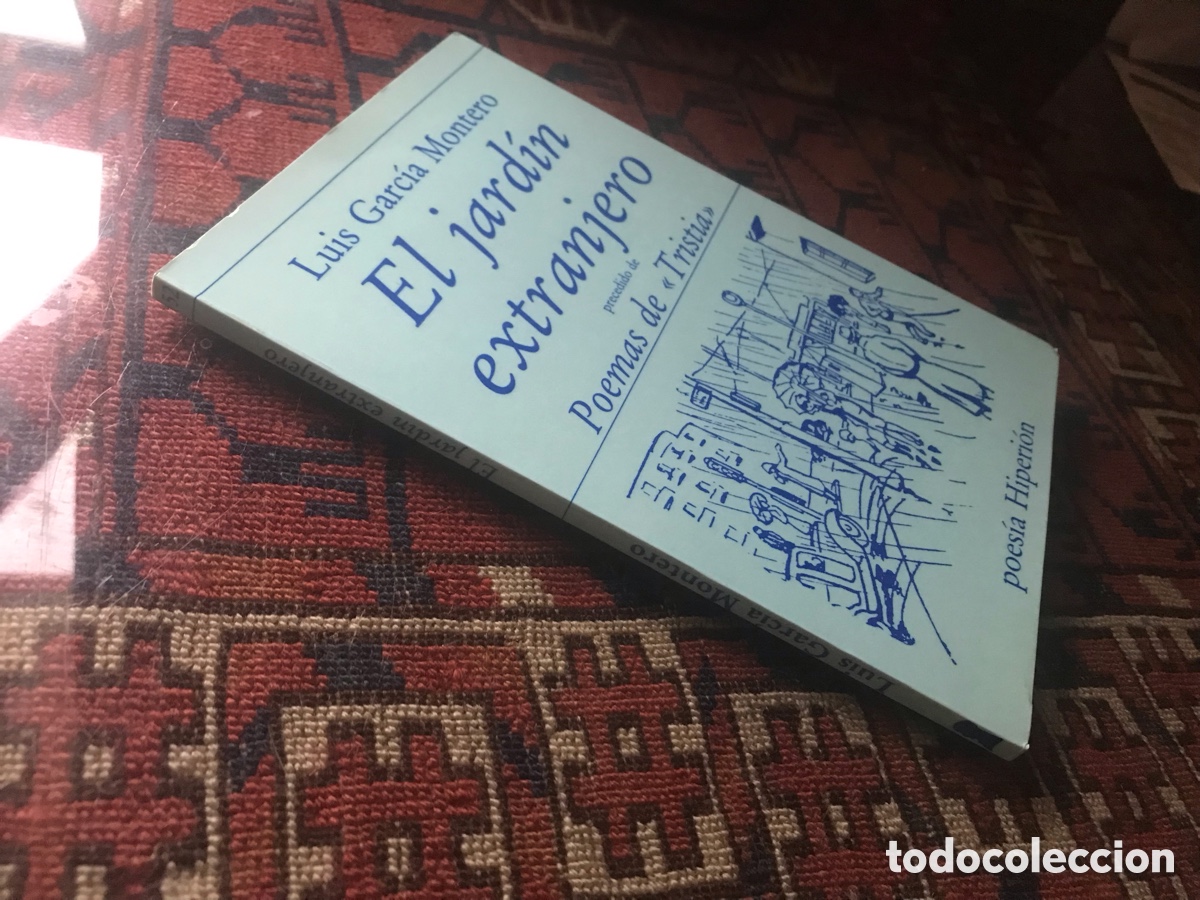 Luis García Montero
El jardín
extranjero
precedido de
Poemas de «Tristia»
poesía Hiperión
El jardín extranjero
Luis García Montero
todocoleccion